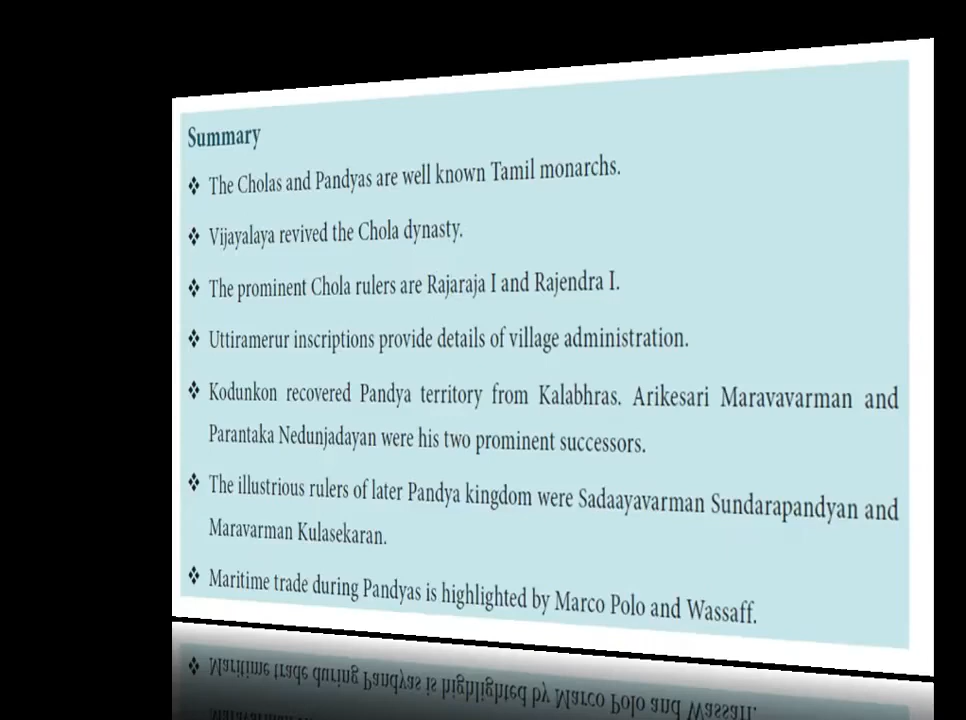 Summary
❖ The Cholas and Pandyas are well known Tamil monarchs.
❖ Vijayalaya revived the Chola dynasty.
❖ The prominent Chola rulers are Rajaraja I and Rajendra I.
❖ Uttiramerur inscriptions provide details of village administration.
❖ Kodunkon recovered Pandya territory from Kalabhras. Arikesari Maravavarman and
Parantaka Nedunjadayan were his two prominent successors.
❖ The illustrious rulers of later Pandya kingdom were Sadaayavarman Sundarapandyan and
Maravarman Kulasekaran.
❖ Maritime trade during Pandyas is highlighted by Marco Polo and Wassaff.